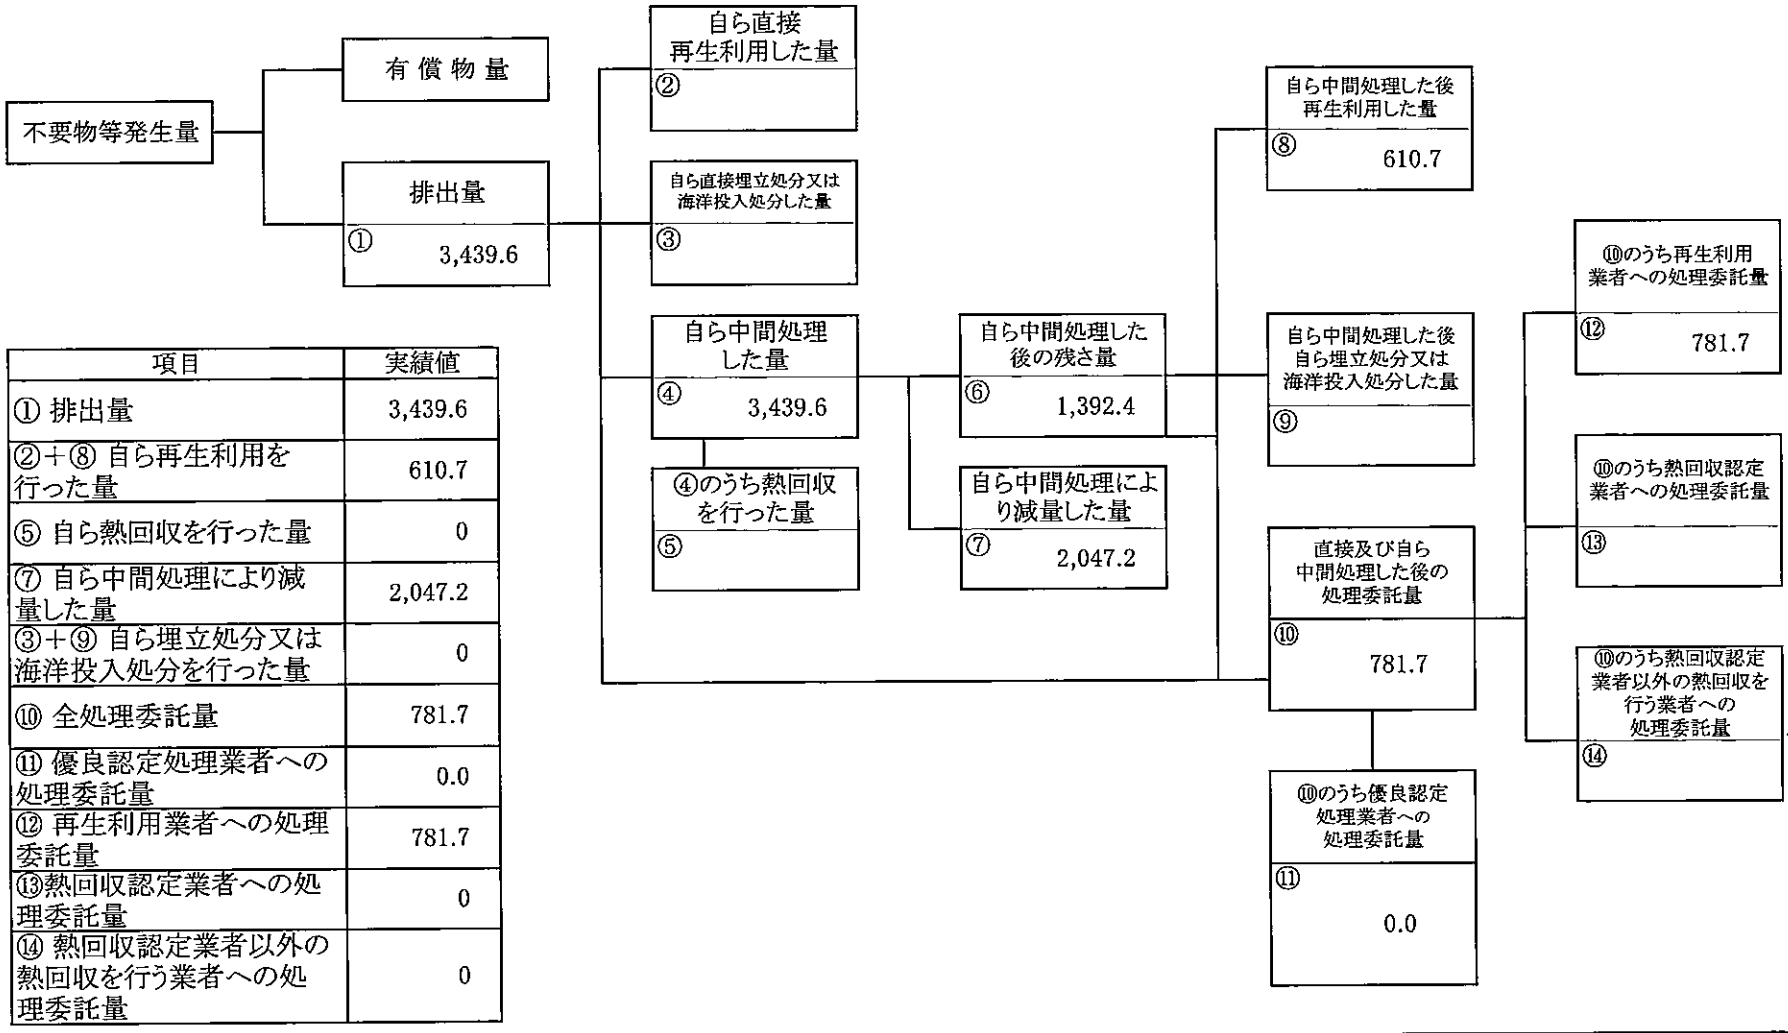 不要物等発生量
有償物量
排出量
①
3,439.6
自ら直接
再生利用した量
②
自ら直接埋立処分又は
海洋投入処分した量
③
自ら中間処理
した量
④
3,439.6
④のうち熱回収
を行った量
⑤
自ら中間処理した
後の残さ量
⑥
1,392.4
自ら中間処理によ
り減量した量
⑦
2,047.2
自ら中間処理した後
再生利用した量
⑧
610.7
自ら中間処理した後
自ら埋立処分又は
海洋投入処分した量
⑨
直接及び自ら
中間処理した後の
処理委託量
⑩
781.7
⑩のうち優良認定
処理業者への
処理委託量
⑪
0.0
⑩のうち再生利用
業者への処理委託量
⑫
781.7
⑩のうち熱回収認定
業者への処理委託量
⑬
⑩のうち熱回収認定
業者以外の熱回収を
行う業者への
処理委託量
⑭
項目 実績値
① 排出量 3,439.6
②+⑧ 自ら再生利用を
行った量 610.7
⑤ 自ら熱回収を行った量 0
⑦ 自ら中間処理により減
量した量 2,047.2
③+⑨ 自ら埋立処分又は
海洋投入処分を行った量 0
⑩ 全処理委託量 781.7
⑪ 優良認定処理業者への
処理委託量 0.0
⑫ 再生利用業者への処理
委託量 781.7
⑬熱回収認定業者への処
理委託量 0
⑭ 熱回収認定業者以外の
熱回収を行う業者への処
理委託量 0